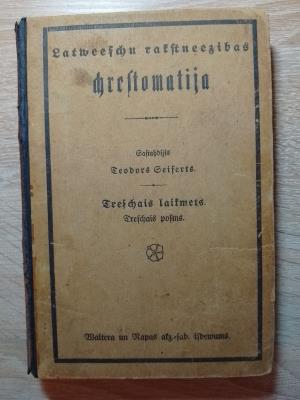 Latweeſchu rakſtneezibas
chreſtomatija
Saſtahdijis
Teodors Seiferts.
Treſchais laikmets.
Treſchais poſms.
Waltera un Rapas akz.-ſab. iſdewums.